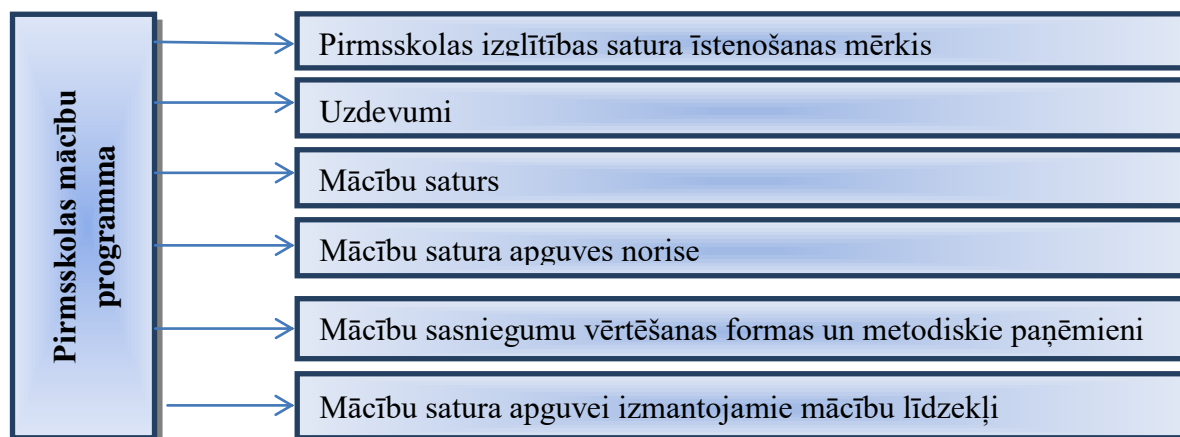 Pirmsskolas mācību
programma
Pirmsskolas izglītības satura īstenošanas mērķis
Uzdevumi
Mācību saturs
Mācību satura apguves norise
Mācību sasniegumu vērtēšanas formas un metodiskie paņēmieni
Mācību satura apguvei izmantojamie mācību līdzekļi